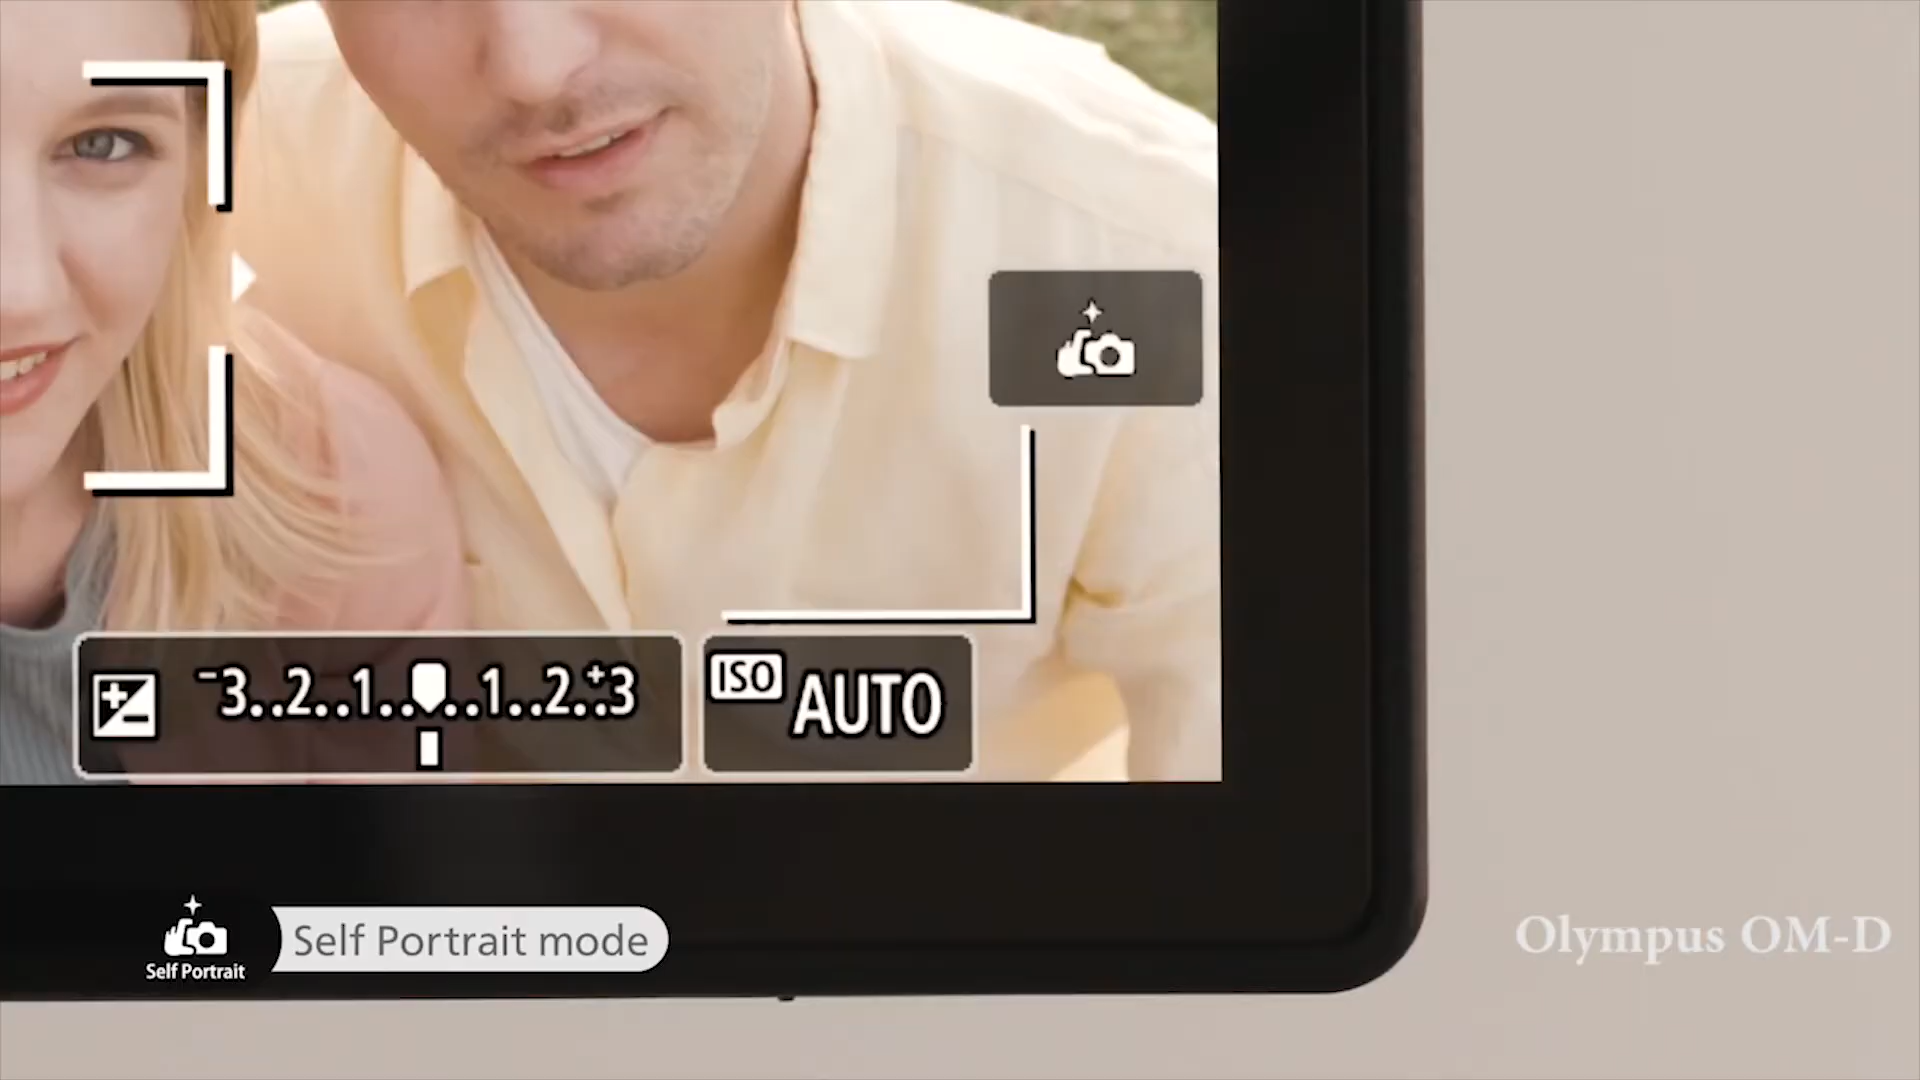 -3..2..1.. ..1..2..+3
ISO AUTO
Self Portrait
Self Portrait mode
Olympus OM-D